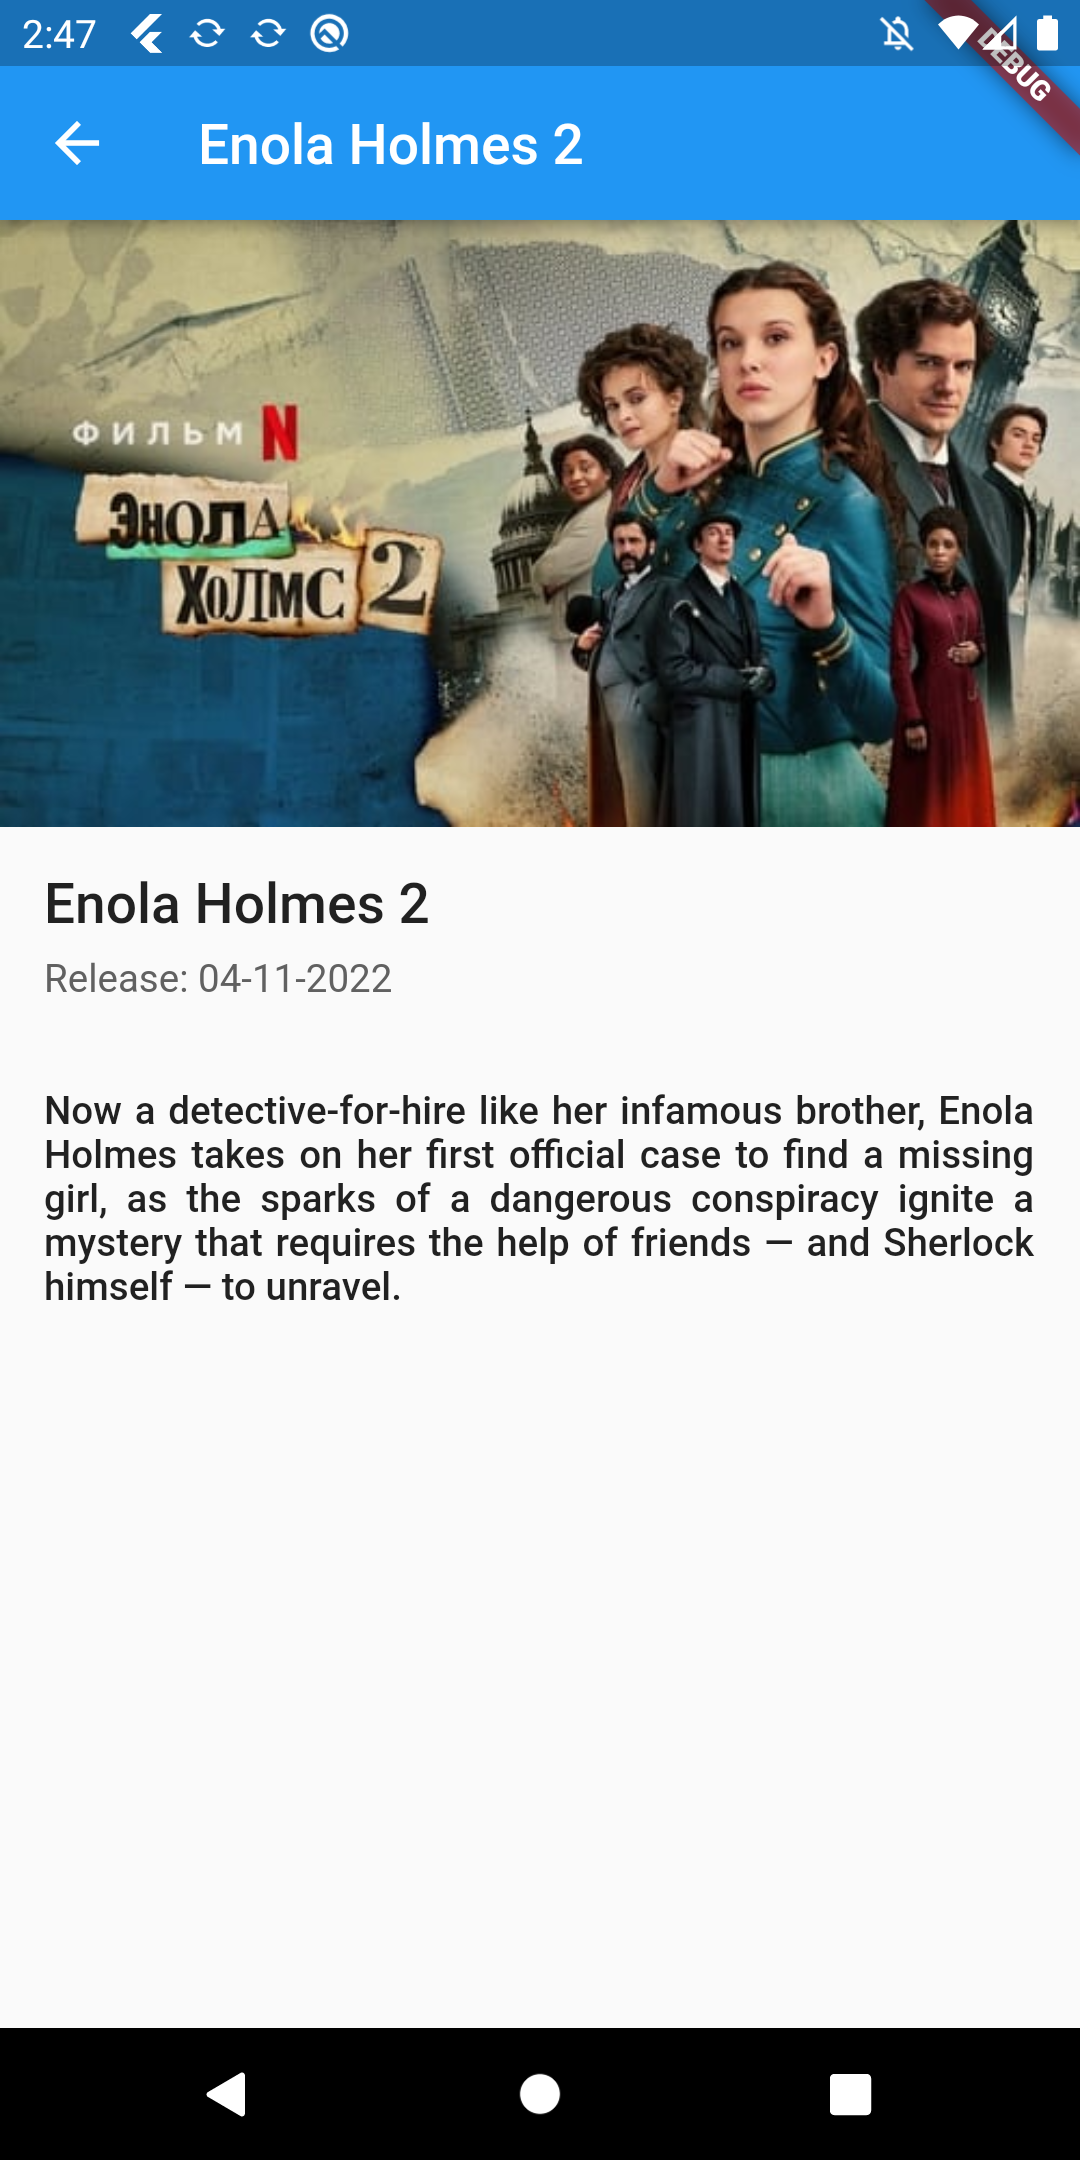 2:47
DEBUG
Enola Holmes 2
ФИЛЬМ N
ЭНОЛА
ХОЛМС 2
Enola Holmes 2
Release: 04-11-2022
Now a detective-for-hire like her infamous brother, Enola
Holmes takes on her first official case to find a missing
girl, as the sparks of a dangerous conspiracy ignite a
mystery that requires the help of friends — and Sherlock
himself — to unravel.